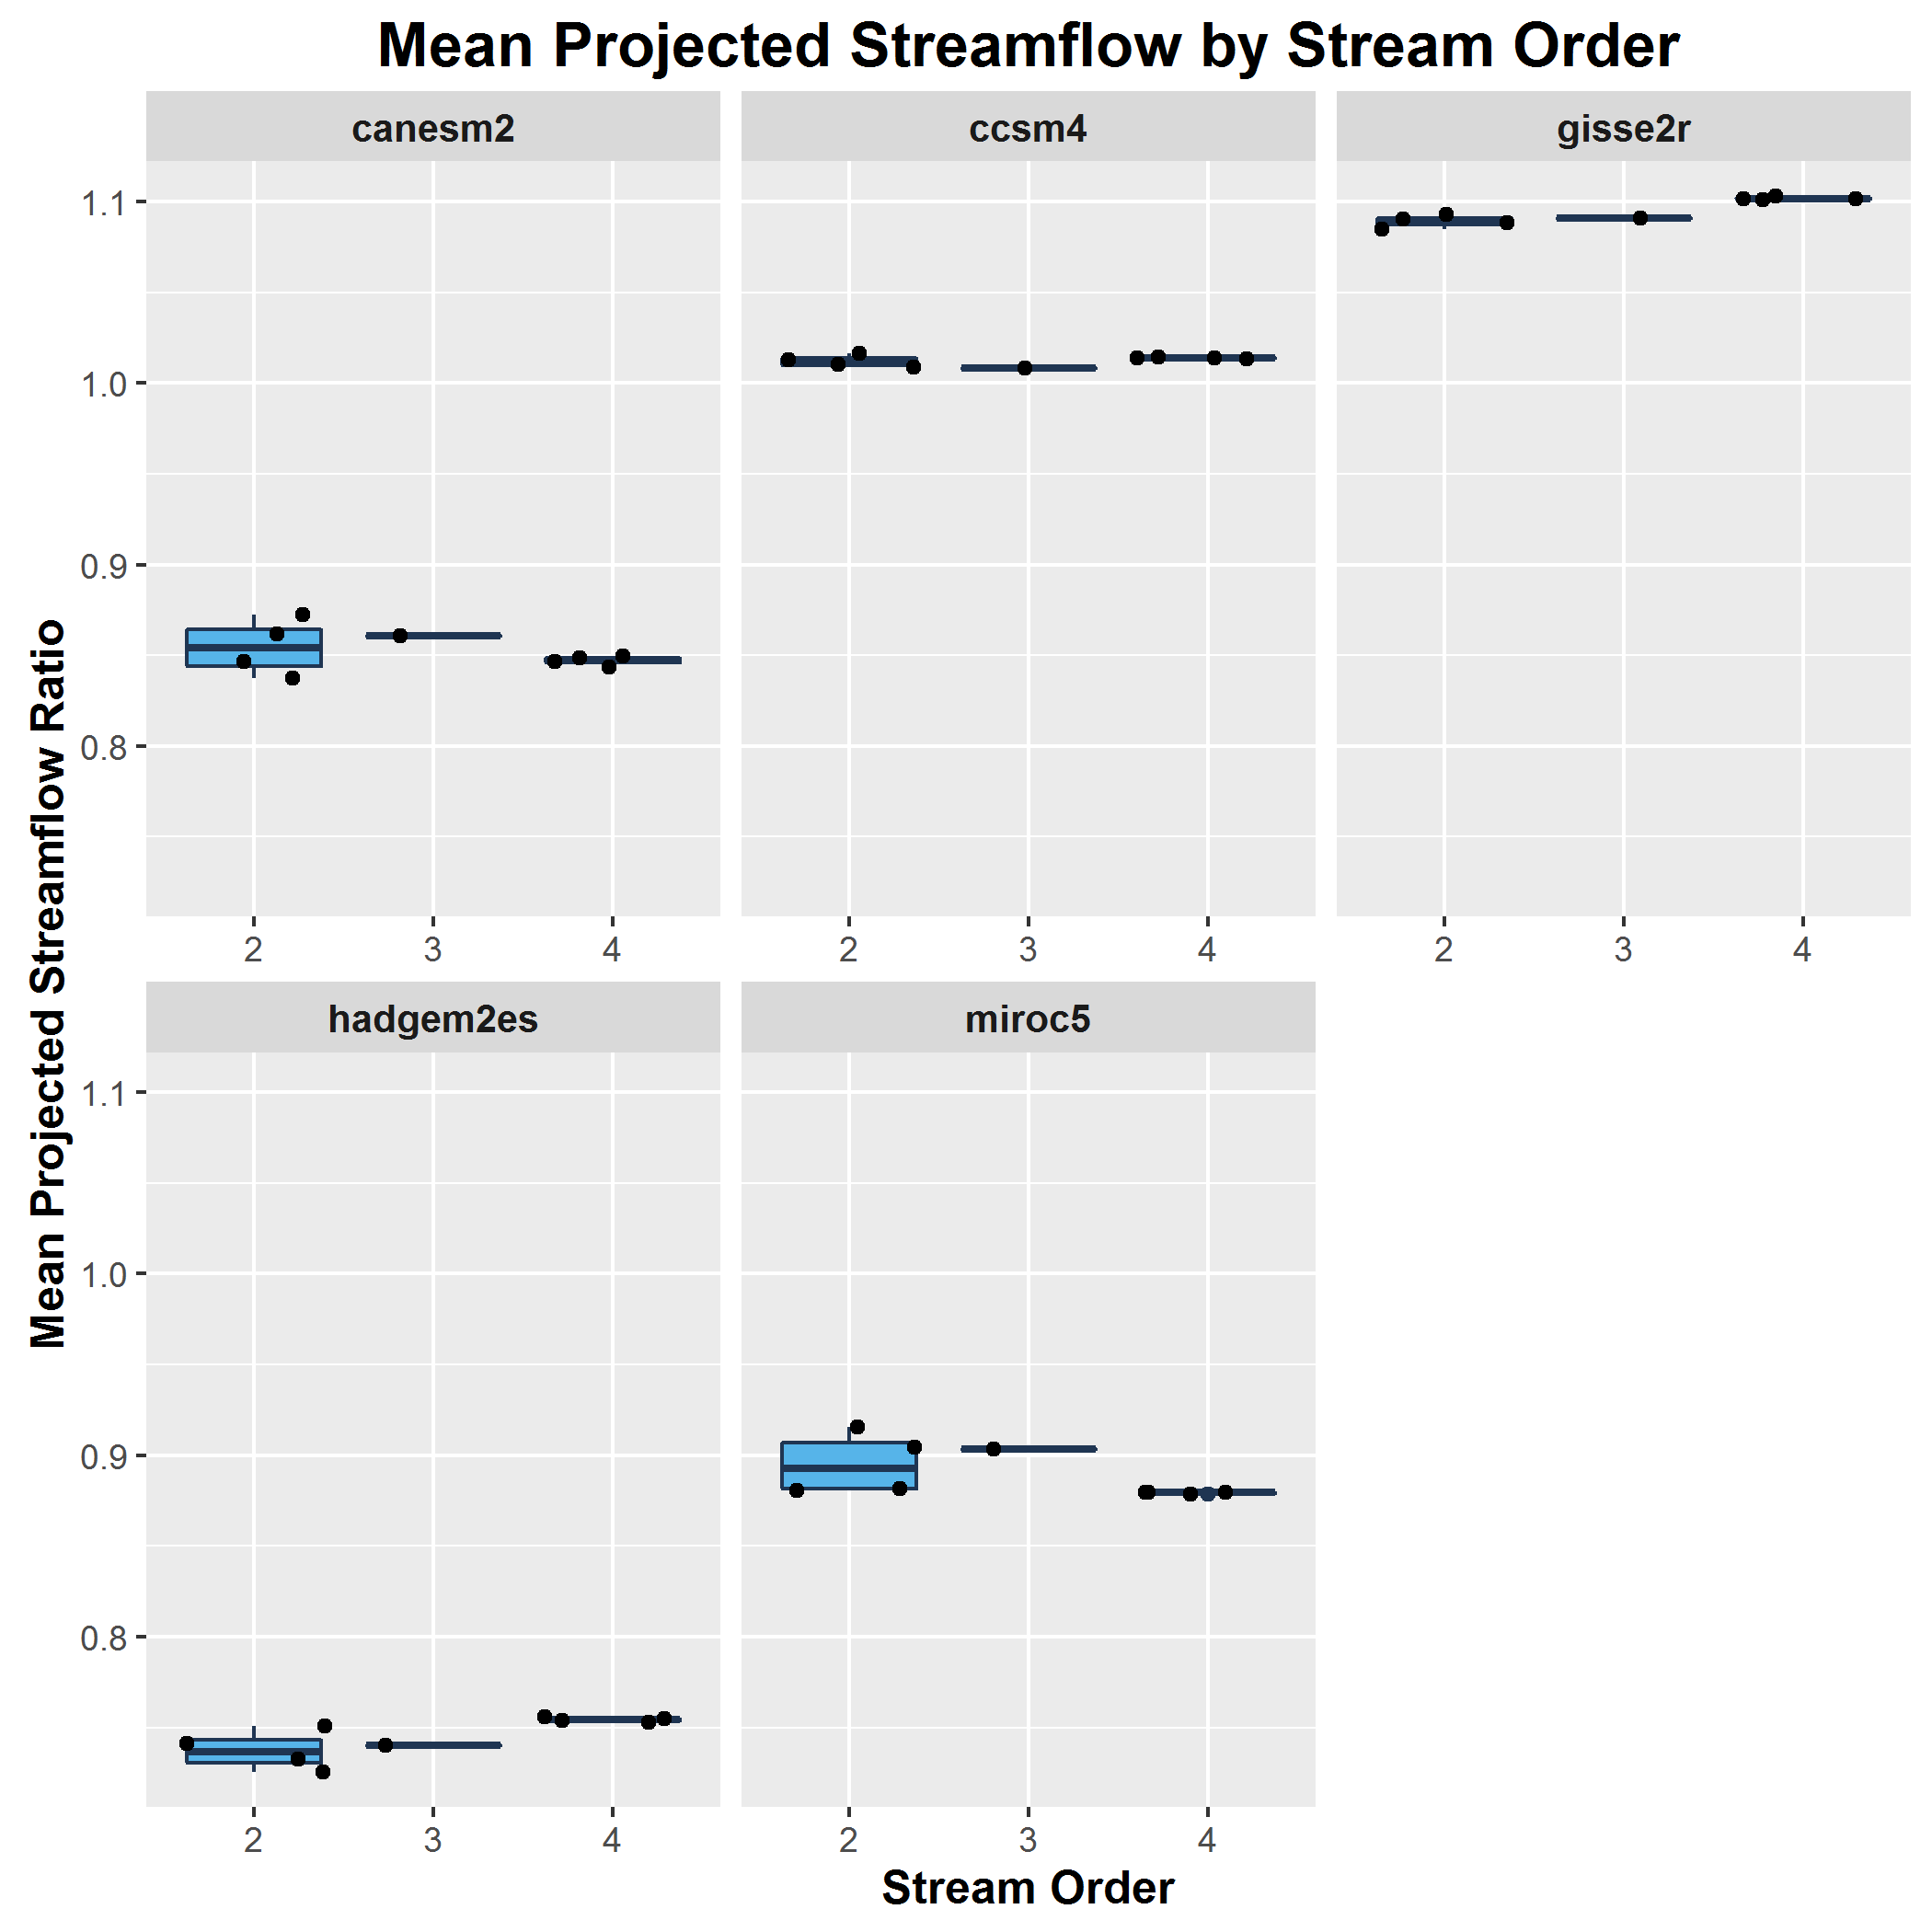 Mean Projected Streamflow by Stream Order
canesm2
ccsm4
gisse2r
1.1
1.0
0.9
0.8
2 3 4
2 3 4
2 3 4
Mean Projected Streamflow Ratio
hadgem2es
miroc5
1.1
1.0
0.9
0.8
2 3 4
2 3 4
Stream Order